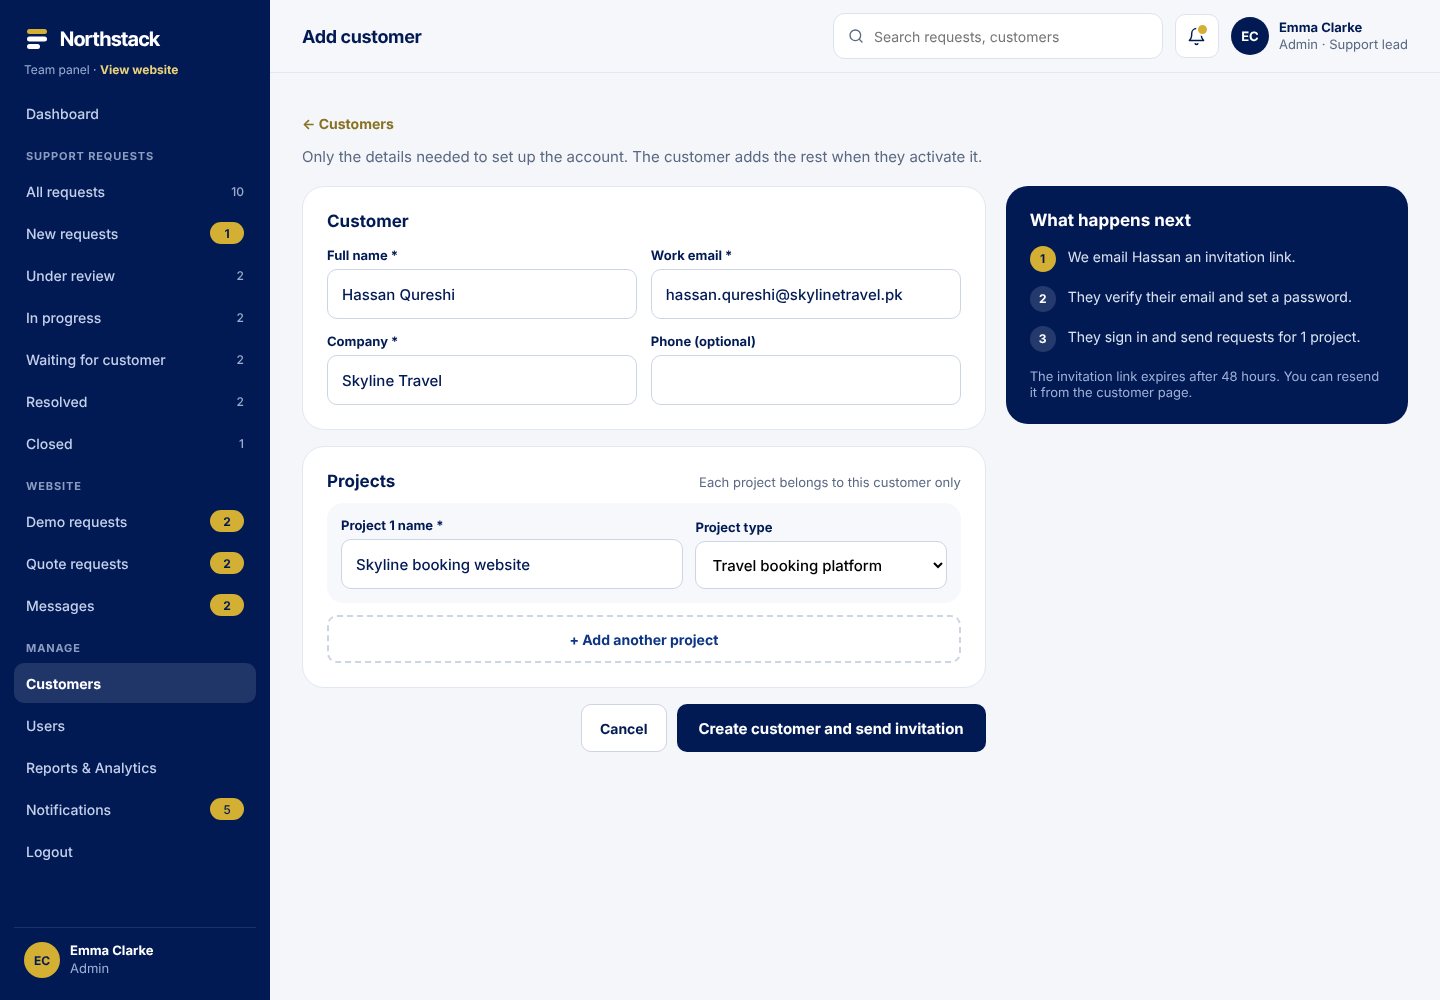 Northstack
Team panel · View website
Dashboard
SUPPORT REQUESTS
All requests 10
New requests 1
Under review 2
In progress 2
Waiting for customer 2
Resolved 2
Closed 1
WEBSITE
Demo requests 2
Quote requests 2
Messages 2
MANAGE
Customers
Users
Reports & Analytics
Notifications 5
Logout
EC
Emma Clarke
Admin
Add customer
Search requests, customers
EC
Emma Clarke
Admin · Support lead
← Customers
Only the details needed to set up the account. The customer adds the rest when they activate it.
Customer
Full name *
Hassan Qureshi
Work email *
hassan.qureshi@skylinetravel.pk
Company *
Skyline Travel
Phone (optional)
Projects
Each project belongs to this customer only
Project 1 name *
Skyline booking website
Project type
Travel booking platform
+ Add another project
Cancel
Create customer and send invitation
What happens next
1 We email Hassan an invitation link.
2 They verify their email and set a password.
3 They sign in and send requests for 1 project.
The invitation link expires after 48 hours. You can resend
it from the customer page.